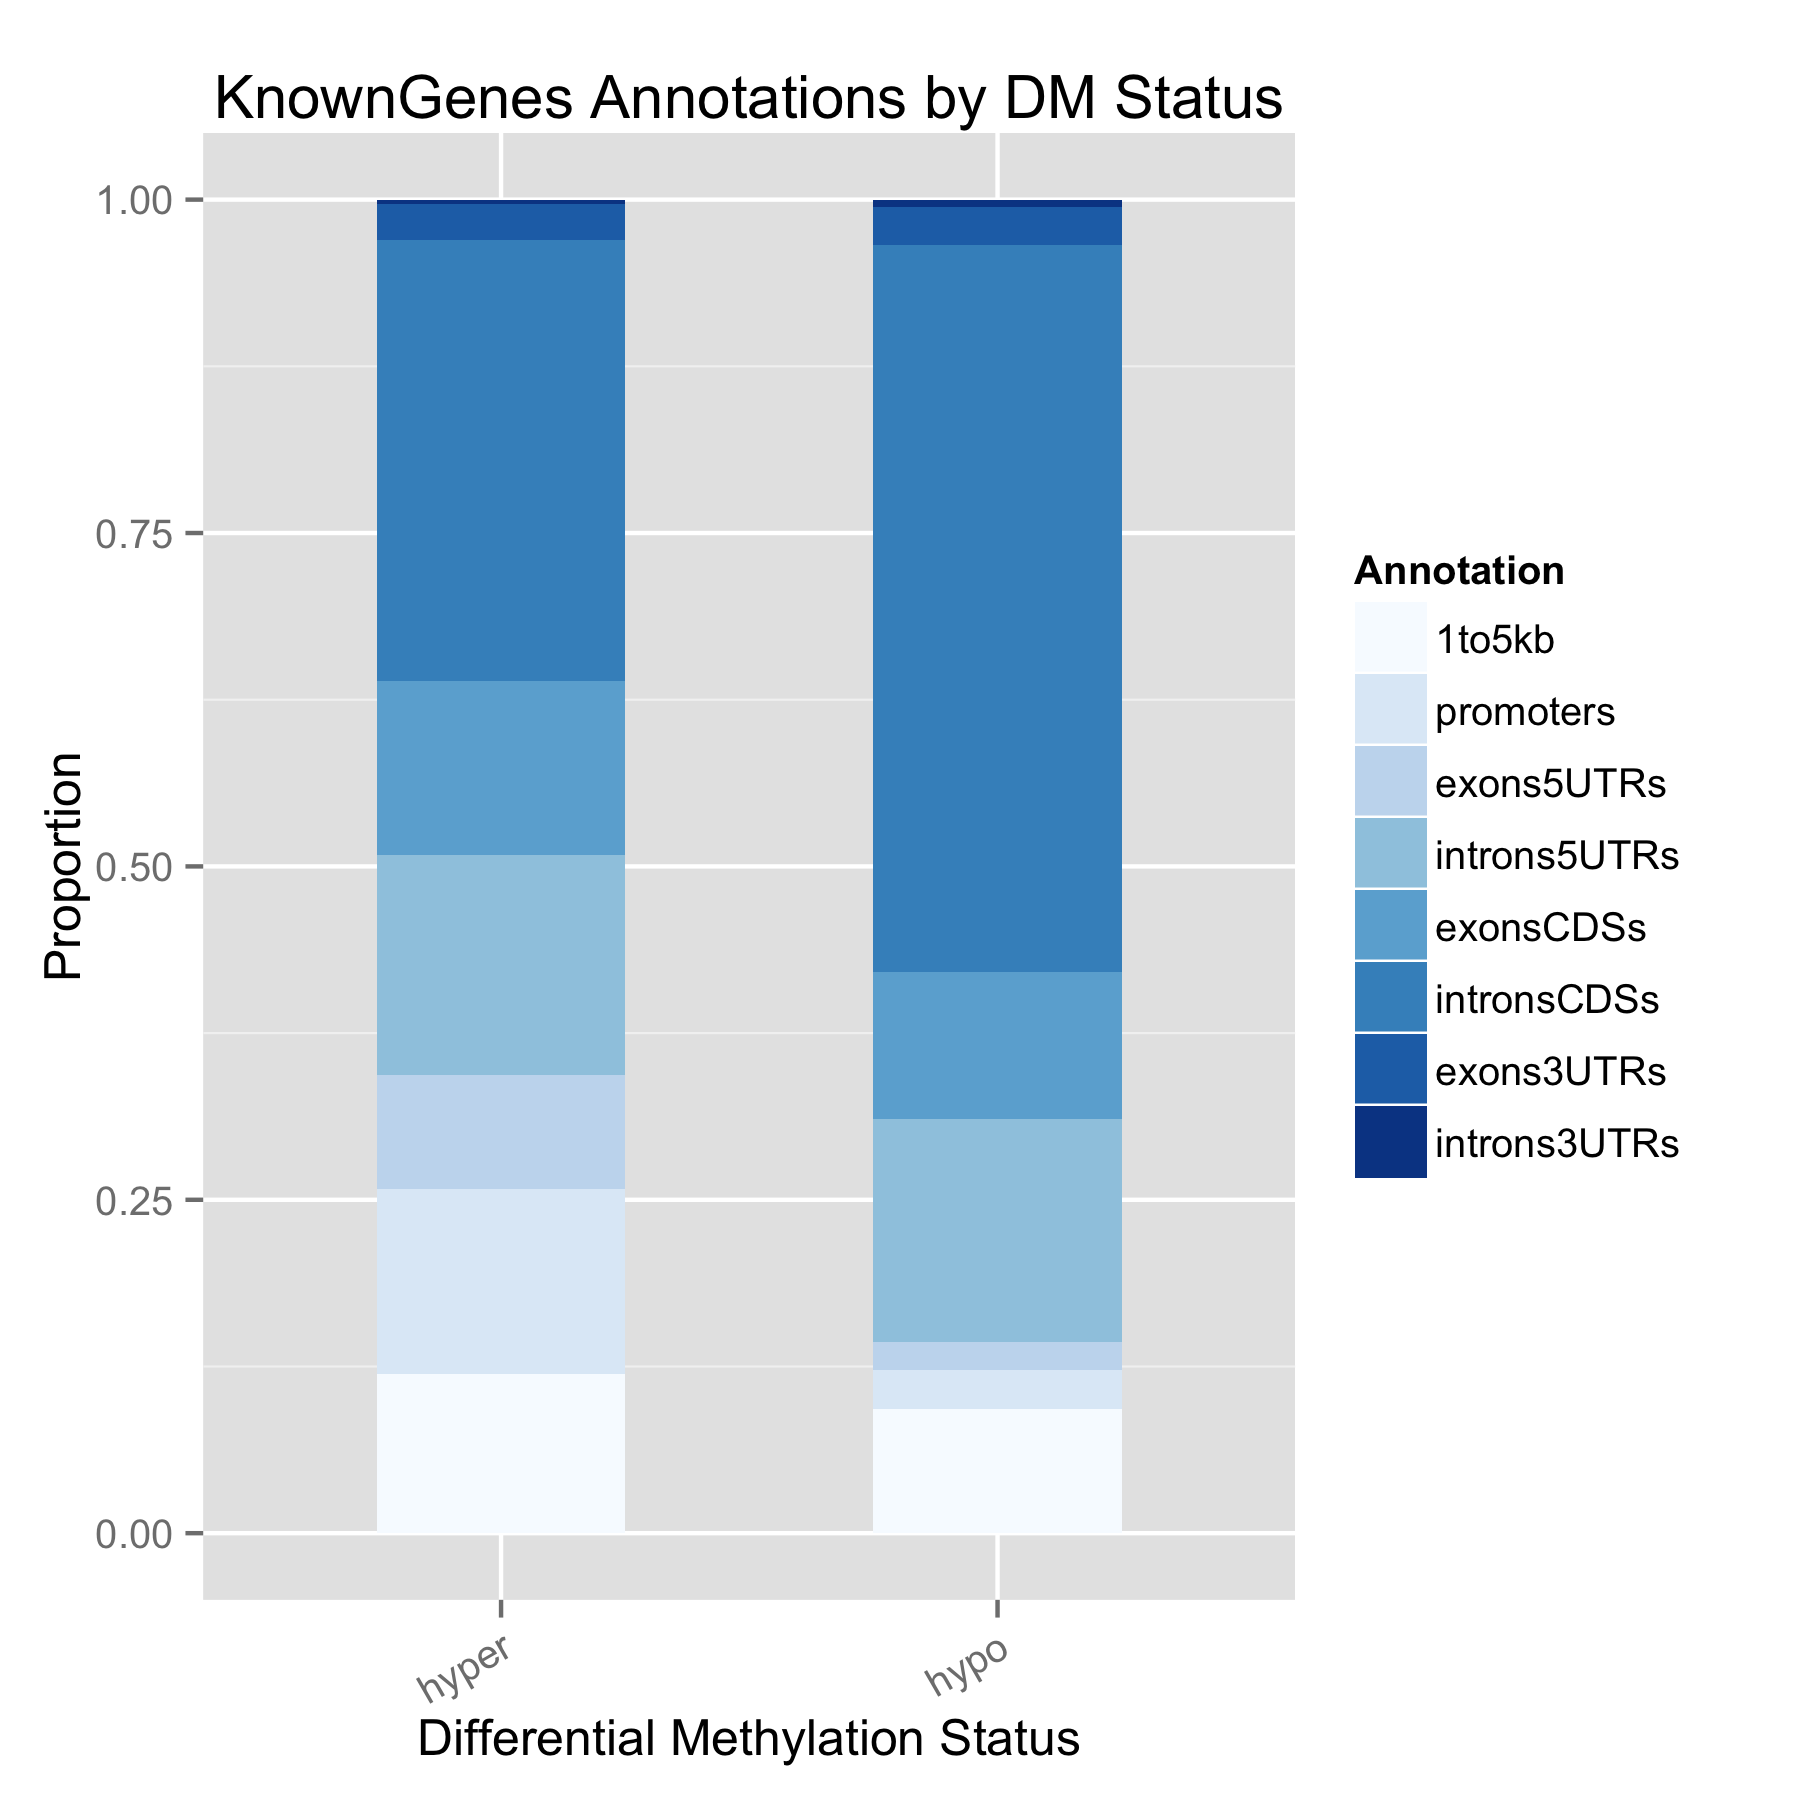 KnownGenes Annotations by DM Status
Proportion
1.00
0.75
0.50
0.25
0.00
hyper
hypo
Differential Methylation Status
Annotation
1to5kb
promoters
exons5UTRs
introns5UTRs
exonsCDSs
intronsCDSs
exons3UTRs
introns3UTRs